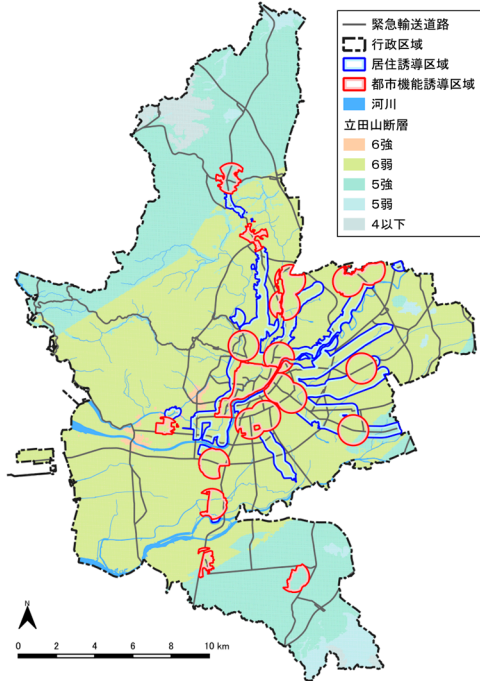 緊急輸送道路
行政区域
居住誘導区域
都市機能誘導区域
河川
立田山断層
6強
6弱
5強
5弱
4以下
N
0 2 4 6 8 10 km